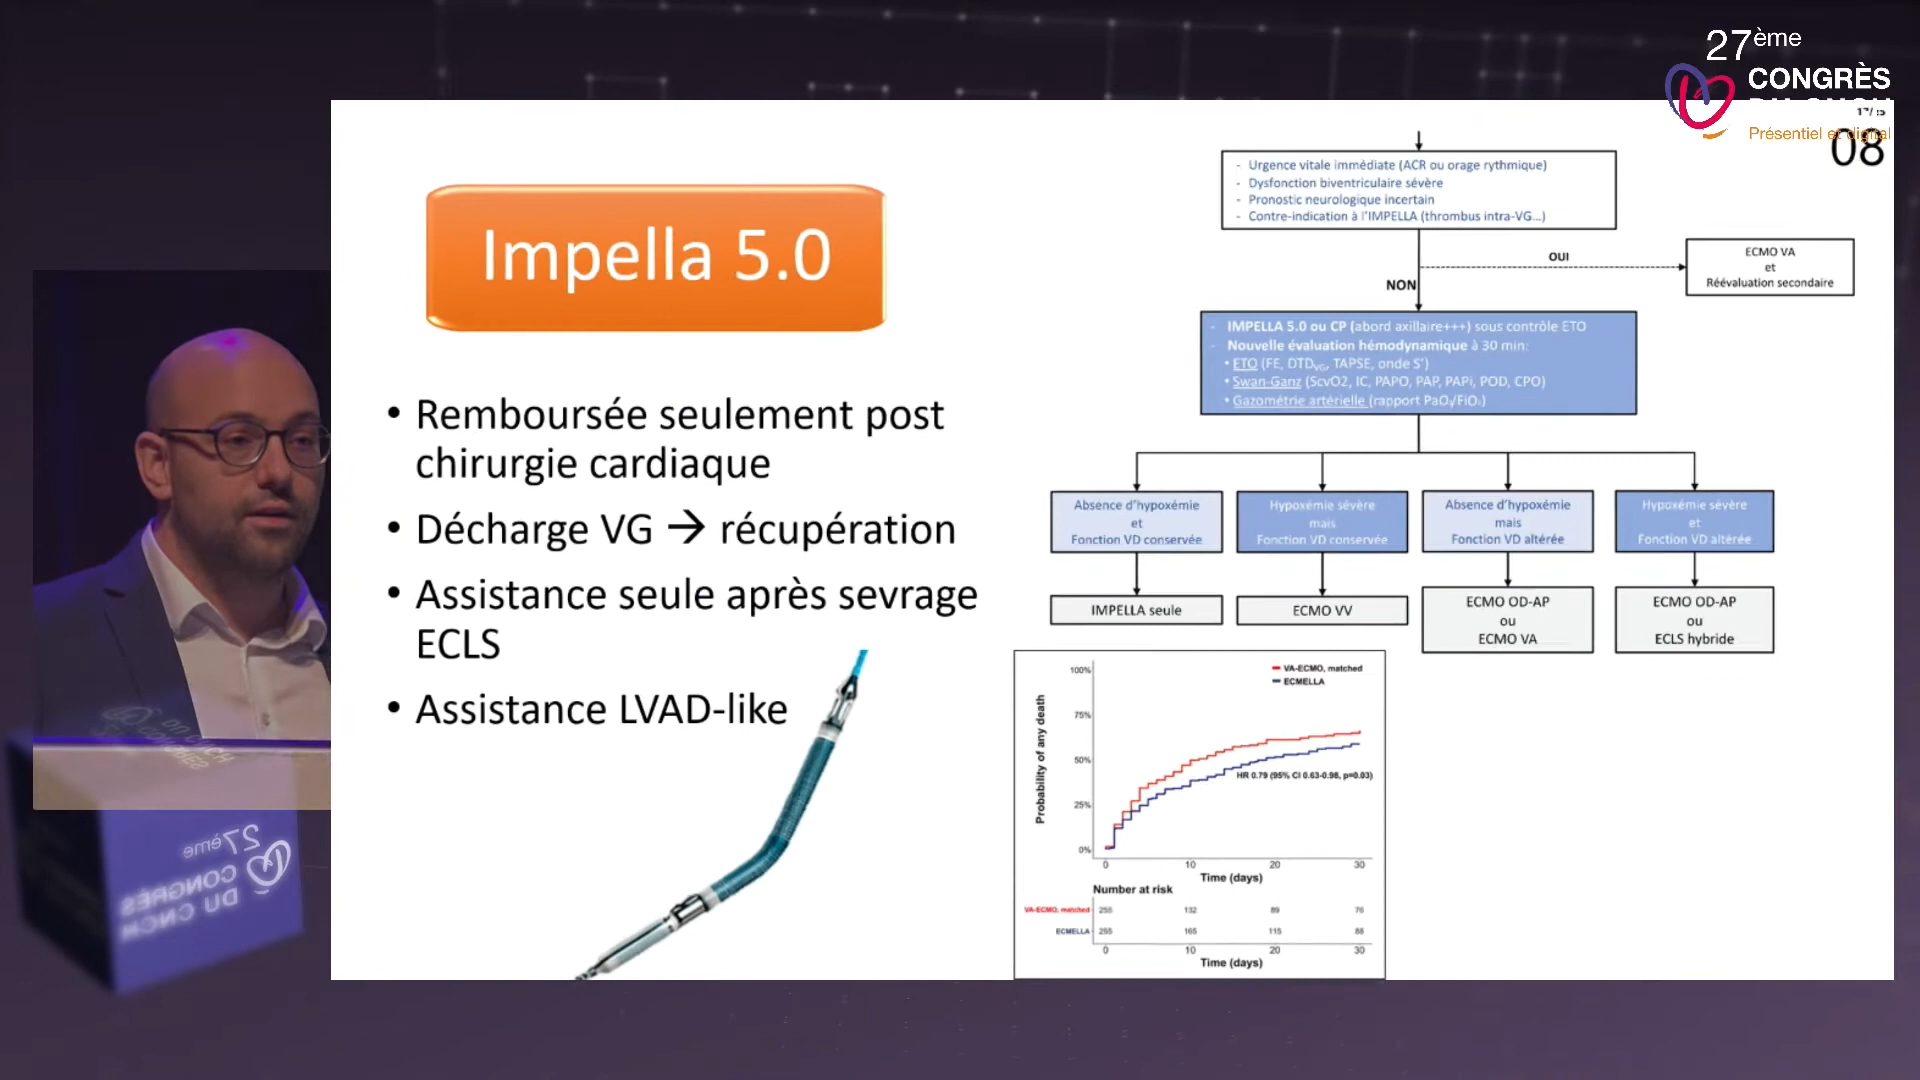 27ème
CONGRÈS
DU CNCH
Présentiel et digital
08
Impella 5.0
• Remboursée seulement post
chirurgie cardiaque
• Décharge VG → récupération
• Assistance seule après sevrage
ECLS
• Assistance LVAD-like
- Urgence vitale immédiate (ACR ou orage rythmique)
- Dysfonction biventriculaire sévère
- Pronostic neurologique incertain
- Contre-indication à l'IMPELLA (thrombus intra-VG...)
OUI
NON
ECMO VA
et
Réévaluation secondaire
- IMPELLA 5.0 ou CP (abord axillaire+++) sous contrôle ETO
- Nouvelle évaluation hémodynamique à 30 min:
• ETO (FE, DTDVG, TAPSE, onde S')
• Swan-Ganz (ScvO2, IC, PAPO, PAP, PAPi, POD, CPO)
• Gazométrie artérielle (rapport PaO2/FiO2)
Absence d'hypoxémie
et
Fonction VD conservée
Hypoxémie sévère
mais
Fonction VD conservée
Absence d'hypoxémie
mais
Fonction VD altérée
Hypoxémie sévère
et
Fonction VD altérée
IMPELLA seule
ECMO VV
ECMO OD-AP
ou
ECMO VA
ECMO OD-AP
ou
ECLS hybride
VA-ECMO, matched
ECMELLA
Probability of any death
100%
75%
50%
25%
0%
HR 0.79 (95% CI 0.63-0.98, p=0.03)
0 10 20 30
Time (days)
Number at risk
VA-ECMO, matched 255 132 89 76
ECMELLA 255 165 115 88
0 10 20 30
Time (days)
27ème
CONGRÈS
DU CNCH